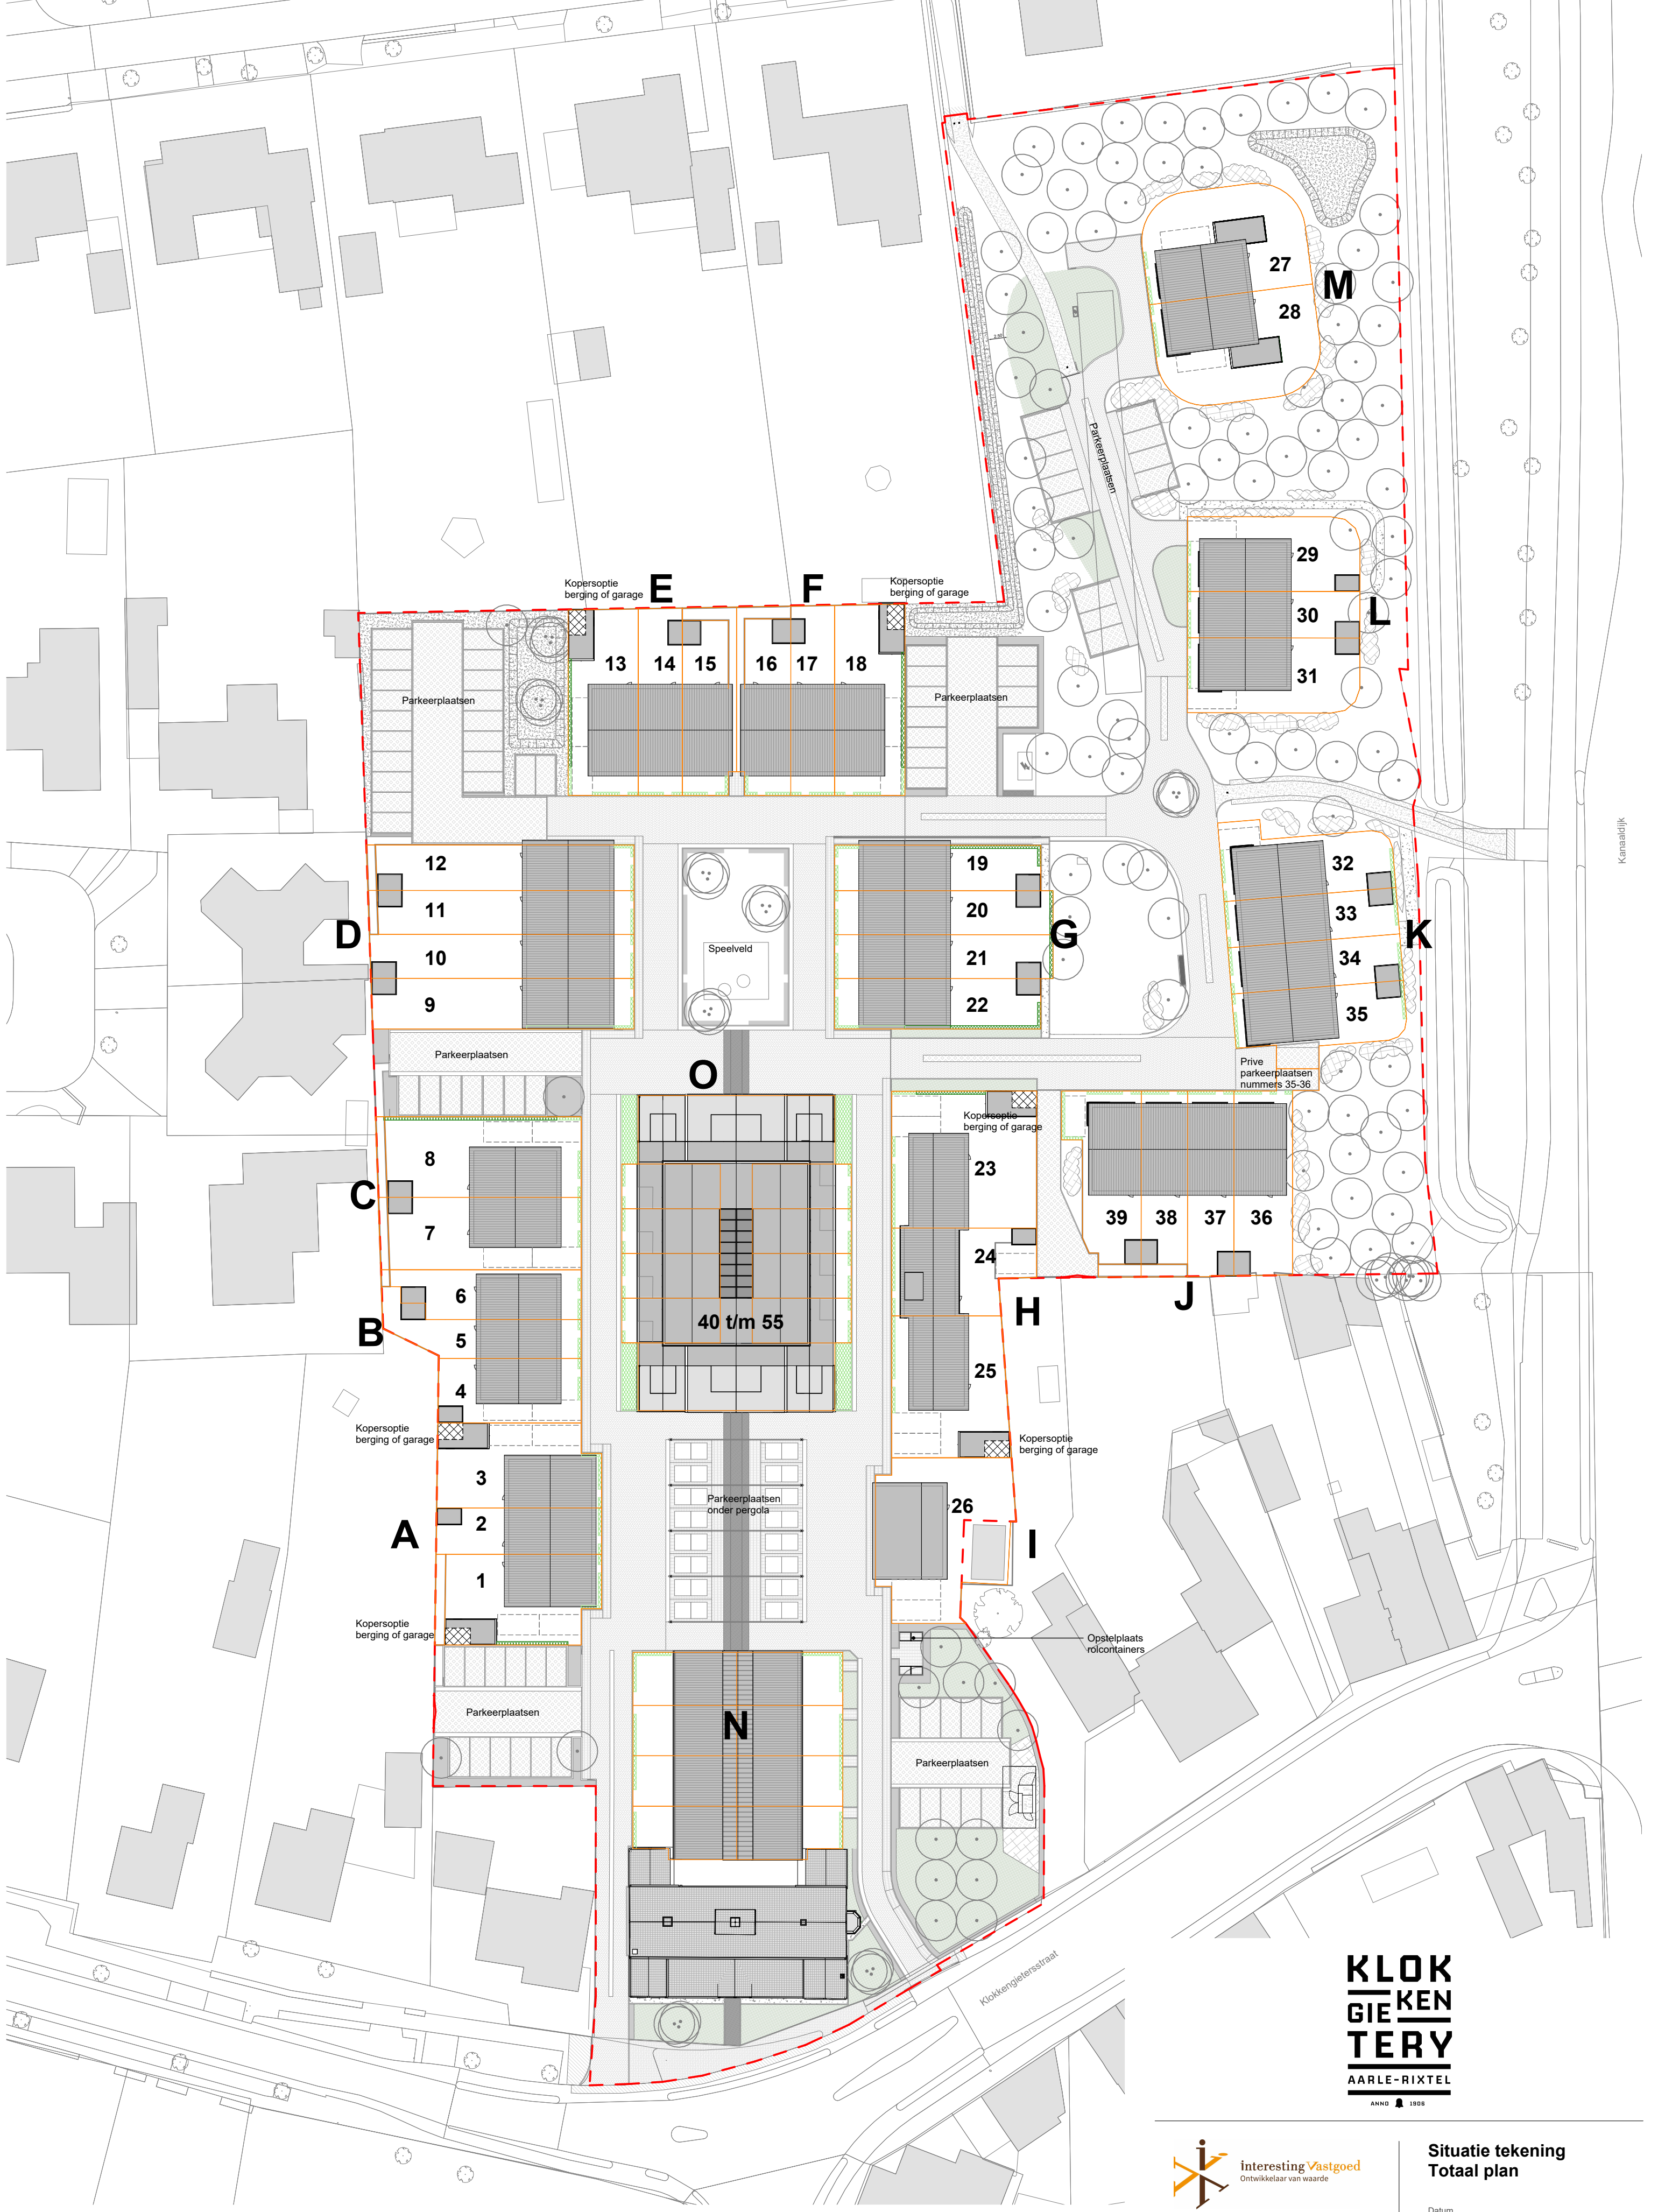 27
M
28
Parkeerplaatsen
29
30
L
31
Kopersoptie
berging of garage
E
F
Kopersoptie
berging of garage
13
14
15
16
17
18
Parkeerplaatsen
Parkeerplaatsen
Kanaaldijk
12
11
D
10
9
Speelveld
19
20
G
21
22
32
33
K
34
35
Parkeerplaatsen
O
Prive
parkeerplaatsen
nummers 35-36
Kopersoptie
berging of garage
8
C
7
23
39
38
37
36
24
6
B
5
4
40 t/m 55
H
J
25
Kopersoptie
berging of garage
Kopersoptie
berging of garage
3
2
A
1
Parkeerplaatsen
onder pergola
26
I
Kopersoptie
berging of garage
Opstelplaats
rolcontainers
Parkeerplaatsen
N
Parkeerplaatsen
Klokkengietersstraat
KLOK
KEN
GIE
TERY
AARLE-RIXTEL
ANNO 1906
interesting Vastgoed
Ontwikkelaar van waarde
Situatie tekening
Totaal plan
Datum